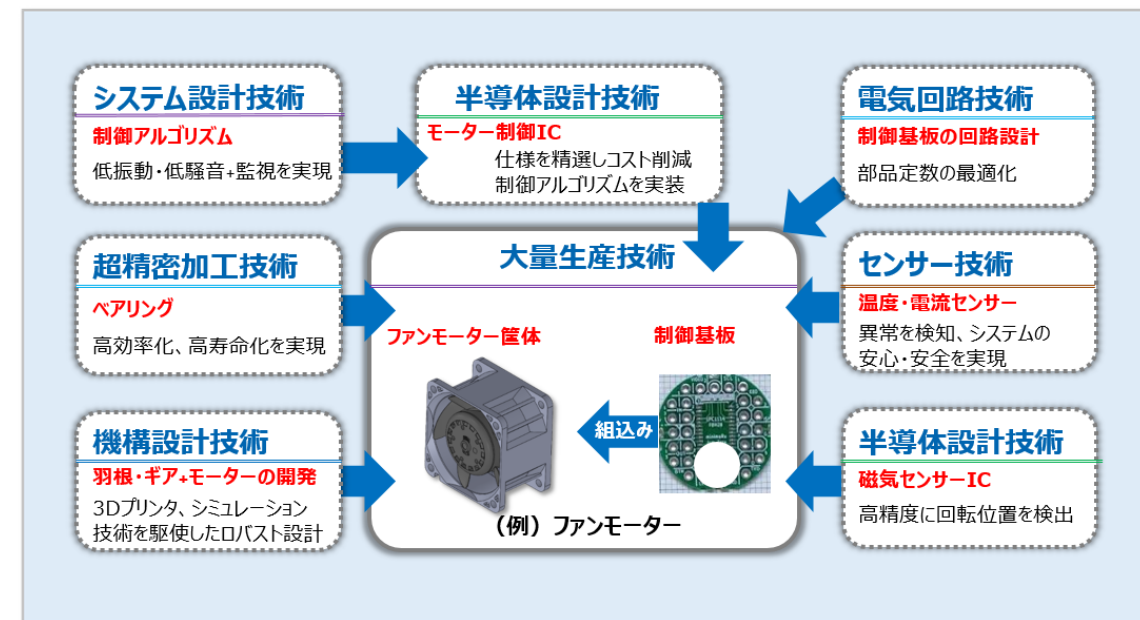 システム設計技術
制御アルゴリズム
低振動・低騒音+監視を実現
半導体設計技術
モーター制御IC
仕様を精選しコスト削減
制御アルゴリズムを実装
電気回路技術
制御基板の回路設計
部品定数の最適化
超精密加工技術
ベアリング
高効率化、高寿命化を実現
大量生産技術
ファンモーター筐体
制御基板
組込み
（例）ファンモーター
センサー技術
温度・電流センサー
異常を検知、システムの
安心・安全を実現
機構設計技術
羽根・ギア+モーターの開発
3Dプリンタ、シミュレーション
技術を駆使したロバスト設計
半導体設計技術
磁気センサーIC
高精度に回転位置を検出